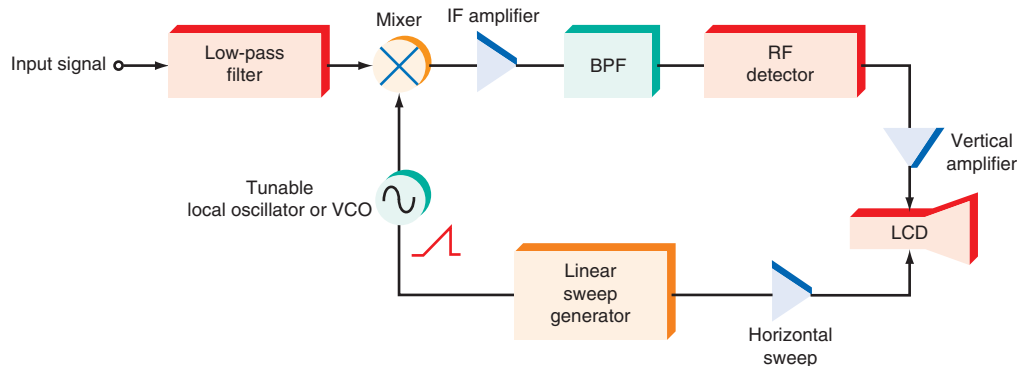 Input signal
Low-pass
filter
Mixer
IF amplifier
BPF
RF
detector
Vertical
amplifier
LCD
Tunable
local oscillator or VCO
Linear
sweep
generator
Horizontal
sweep